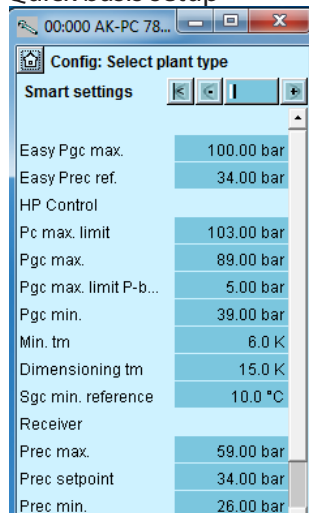 00:000 AK-PC 78...
Config: Select plant type
Smart settings
Easy Pgc max. 100.00 bar
Easy Prec ref. 34.00 bar
HP Control
Pc max. limit 103.00 bar
Pgc max. 89.00 bar
Pgc max. limit P-b... 5.00 bar
Pgc min. 39.00 bar
Min. tm 6.0 K
Dimensioning tm 15.0 K
Sgc min. reference 10.0 °C
Receiver
Prec max. 59.00 bar
Prec setpoint 34.00 bar
Prec min. 26.00 bar